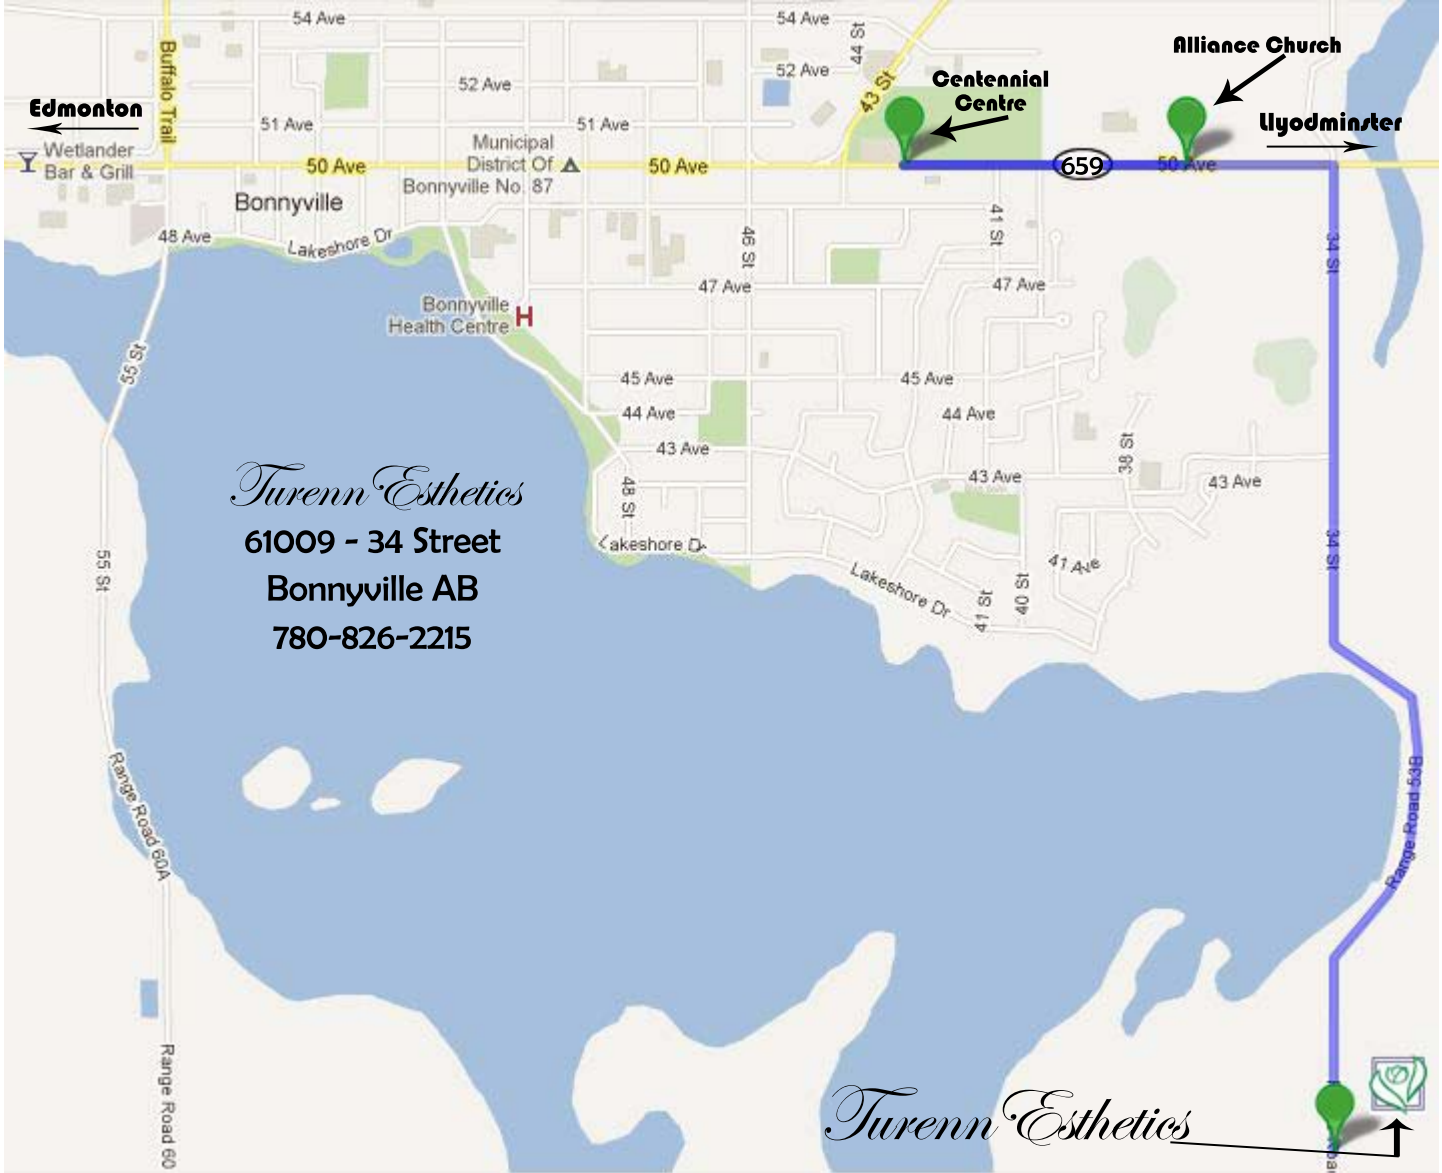 54 Ave
54 Ave
44 St
Alliance Church
Buffalo Trail
52 Ave
52 Ave
43 St
Centennial
Centre
Edmonton
51 Ave
51 Ave
Llyodminster
Wetlander
Bar & Grill
50 Ave
Municipal
District Of
Bonnyville No. 87
50 Ave
659
50 Ave
Bonnyville
48 Ave
Lakeshore Dr
46 St
41 St
34 St
47 Ave
47 Ave
Bonnyville
Health Centre
H
55 St
45 Ave
45 Ave
44 Ave
44 Ave
43 Ave
38 St
43 Ave
43 Ave
48 St
Turenn Esthetics
61009 - 34 Street
Bonnyville AB
780-826-2215
55 St
Lakeshore Dr
34 St
Lakeshore Dr
41 Ave
41 St
40 St
Range Road 53B
Range Road 60A
Range Road 60
Turenn Esthetics